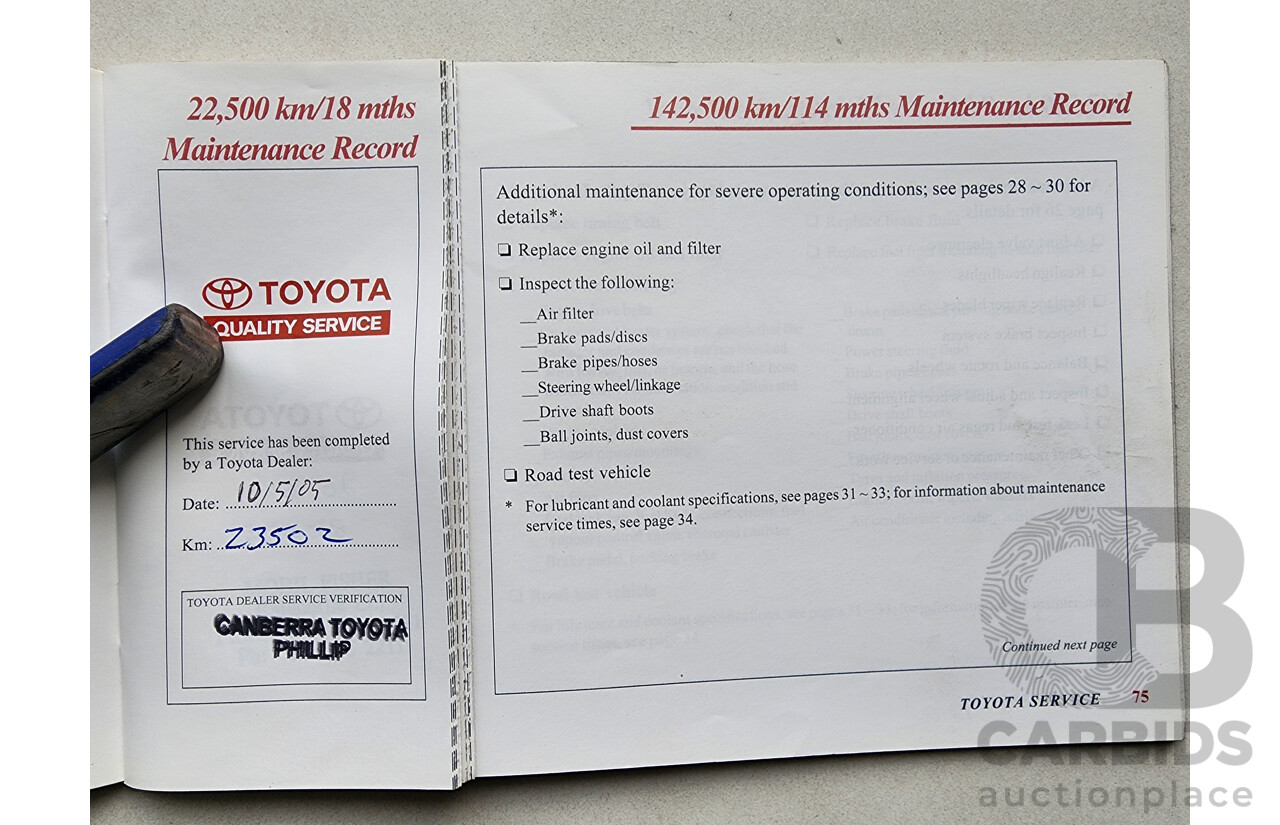 22,500 km/18 mths
Maintenance Record
TOYOTA
QUALITY SERVICE
This service has been completed
by a Toyota Dealer:
Date: 10/5/05
Km: 23502
TOYOTA DEALER SERVICE VERIFICATION
CANBERRA TOYOTA
PHILLIP
142,500 km/114 mths Maintenance Record
Additional maintenance for severe operating conditions; see pages 28 ~ 30 for
details*:
❏ Replace engine oil and filter
❏ Inspect the following:
__Air filter
__Brake pads/discs
__Brake pipes/hoses
__Steering wheel/linkage
__Drive shaft boots
__Ball joints, dust covers
❏ Road test vehicle
* For lubricant and coolant specifications, see pages 31 ~ 33; for information about maintenance
service times, see page 34.
Continued next page
TOYOTA SERVICE 75
CB
CARBIDS
auctionplace